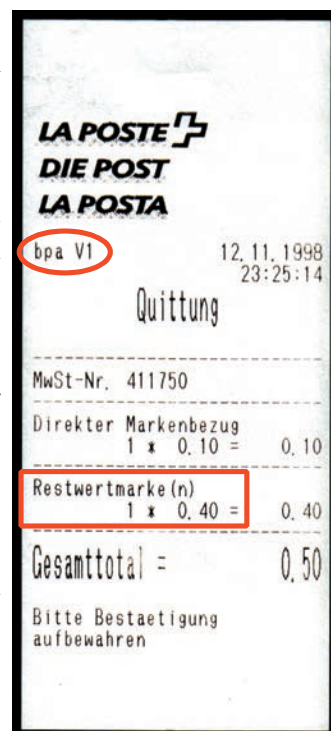 LA POSTE
DIE POST
LA POSTA
bpa V1 12.11.1998
23:25:14
Quittung
MwSt-Nr. 411750
Direkter Markenbezug
1 * 0.10 = 0.10
Restwertmarke(n)
1 * 0.40 = 0.40
Gesamttotal = 0.50
Bitte Bestaetigung
aufbewahren